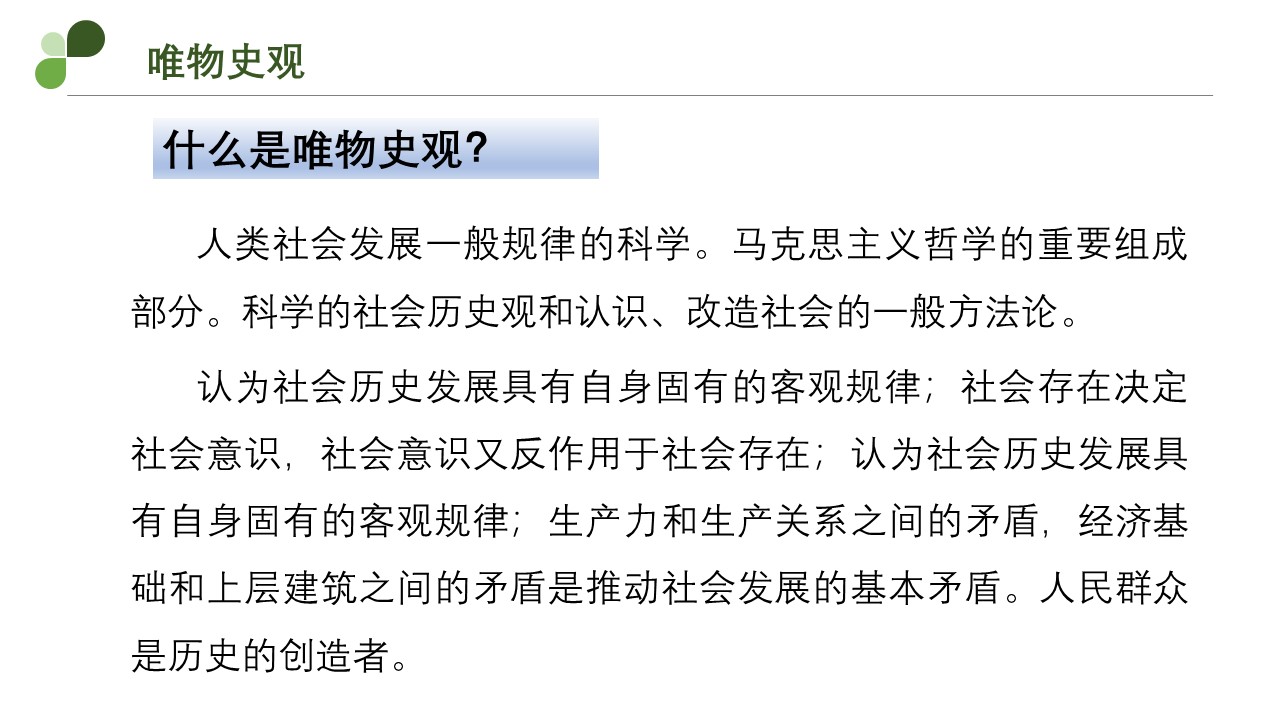 唯物史观
什么是唯物史观？
人类社会发展一般规律的科学。马克思主义哲学的重要组成
部分。科学的社会历史观和认识、改造社会的一般方法论。
认为社会历史发展具有自身固有的客观规律；社会存在决定
社会意识，社会意识又反作用于社会存在；认为社会历史发展具
有自身固有的客观规律；生产力和生产关系之间的矛盾，经济基
础和上层建筑之间的矛盾是推动社会发展的基本矛盾。人民群众
是历史的创造者。